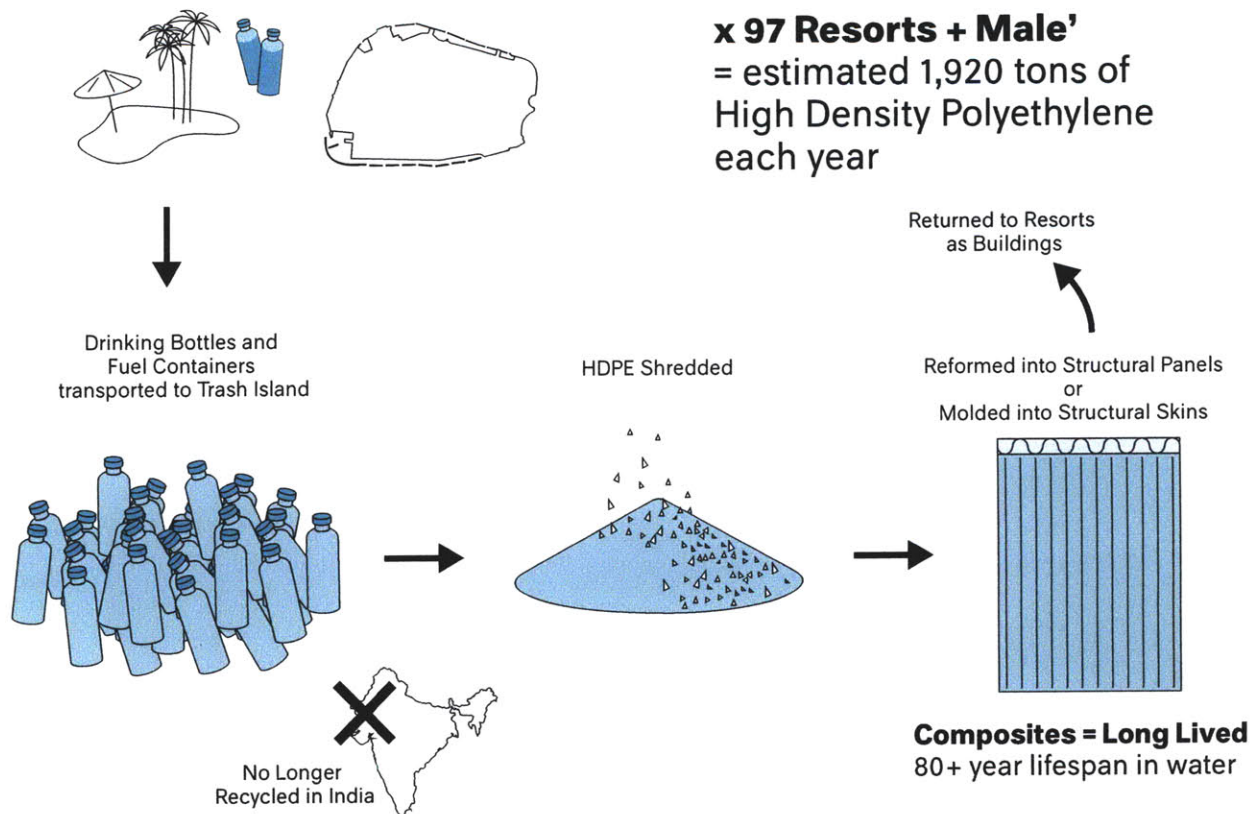 x 97 Resorts + Male'
= estimated 1,920 tons of
High Density Polyethylene
each year
Returned to Resorts
as Buildings
Drinking Bottles and
Fuel Containers
transported to Trash Island
HDPE Shredded
Reformed into Structural Panels
or
Molded into Structural Skins
No Longer
Recycled in India
Composites = Long Lived
80+ year lifespan in water